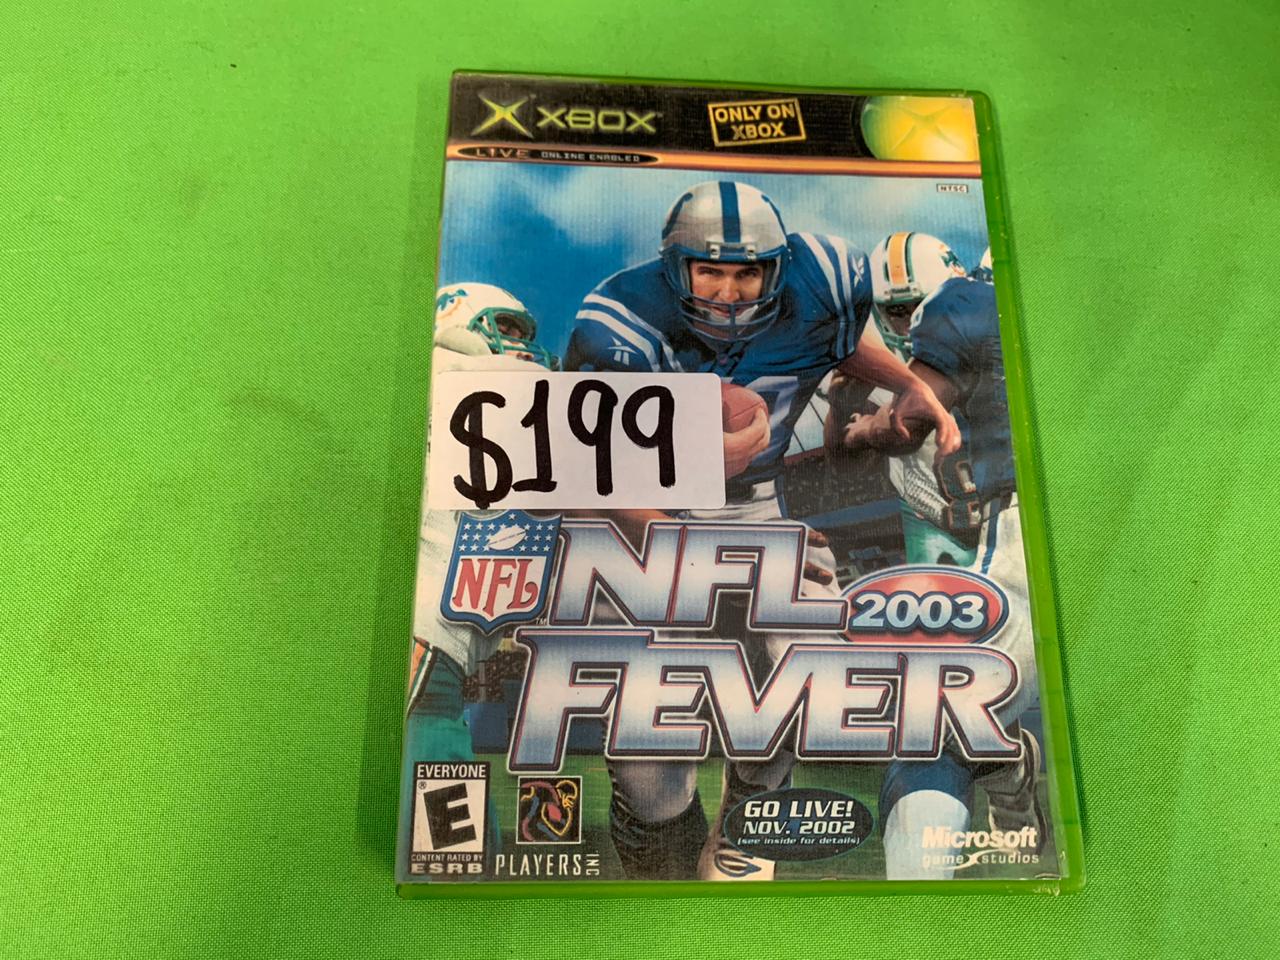 XBOX
ONLY ON
XBOX
LIVE ONLINE ENABLED
NTSC
$199
NFL
NFL
2003
FEVER
EVERYONE
E
CONTENT RATED BY
ESRB
PLAYERS INC
GO LIVE!
NOV. 2002
(see inside for details)
Microsoft
game studios